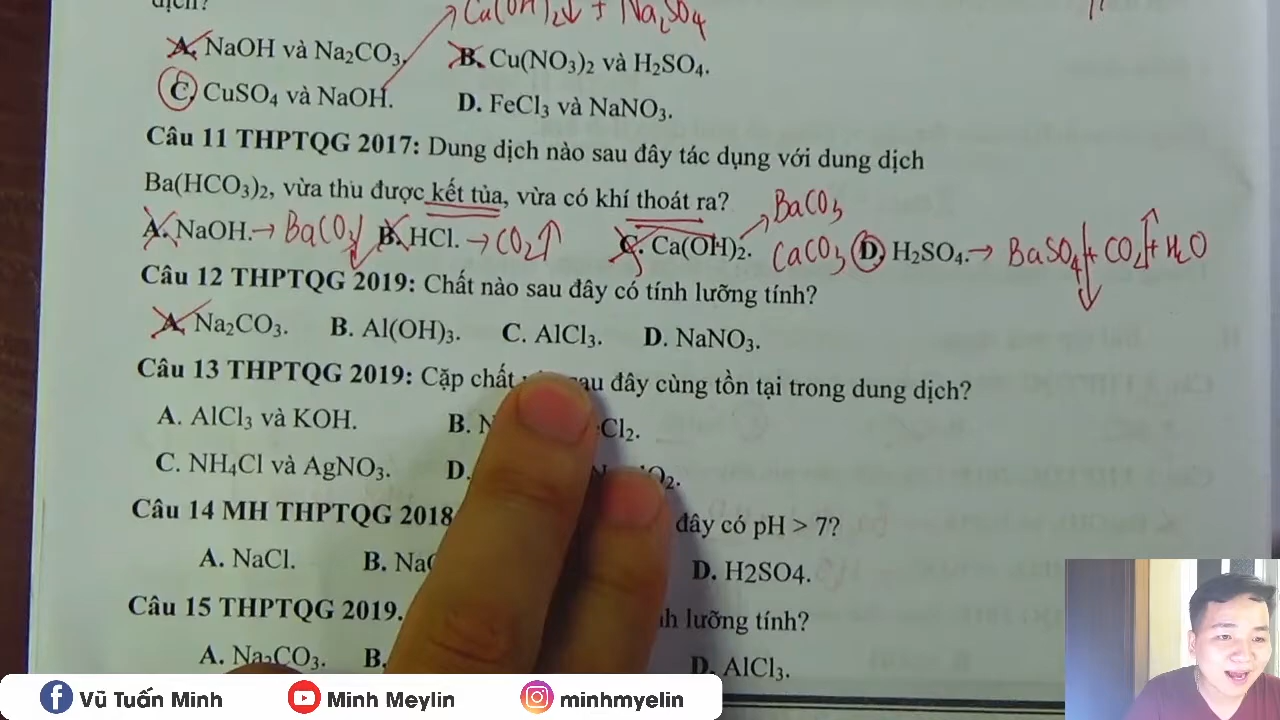 dịch?
Cu(OH)2↓ + Na2SO4
A. NaOH và Na2CO3. B. Cu(NO3)2 và H2SO4.
C. CuSO4 và NaOH. D. FeCl3 và NaNO3.
Câu 11 THPTQG 2017: Dung dịch nào sau đây tác dụng với dung dịch
Ba(HCO3)2, vừa thu được kết tủa, vừa có khí thoát ra?
BaCO3
A. NaOH. → BaCO3↓ B. HCl. → CO2↑ C. Ca(OH)2. CaCO3 D. H2SO4. → BaSO4↓ + CO2↑ + H2O
Câu 12 THPTQG 2019: Chất nào sau đây có tính lưỡng tính?
A. Na2CO3. B. Al(OH)3. C. AlCl3. D. NaNO3.
Câu 13 THPTQG 2019: Cặp chất sau đây cùng tồn tại trong dung dịch?
A. AlCl3 và KOH. B. Cl2.
C. NH4Cl và AgNO3. D.
Câu 14 MH THPTQG 2018 đây có pH > 7?
A. NaCl. B. D. H2SO4.
Câu 15 THPTQG 2019. lưỡng tính?
A. Na2CO3. B. D. AlCl3.
Vũ Tuấn Minh Minh Meylin minhmyelin